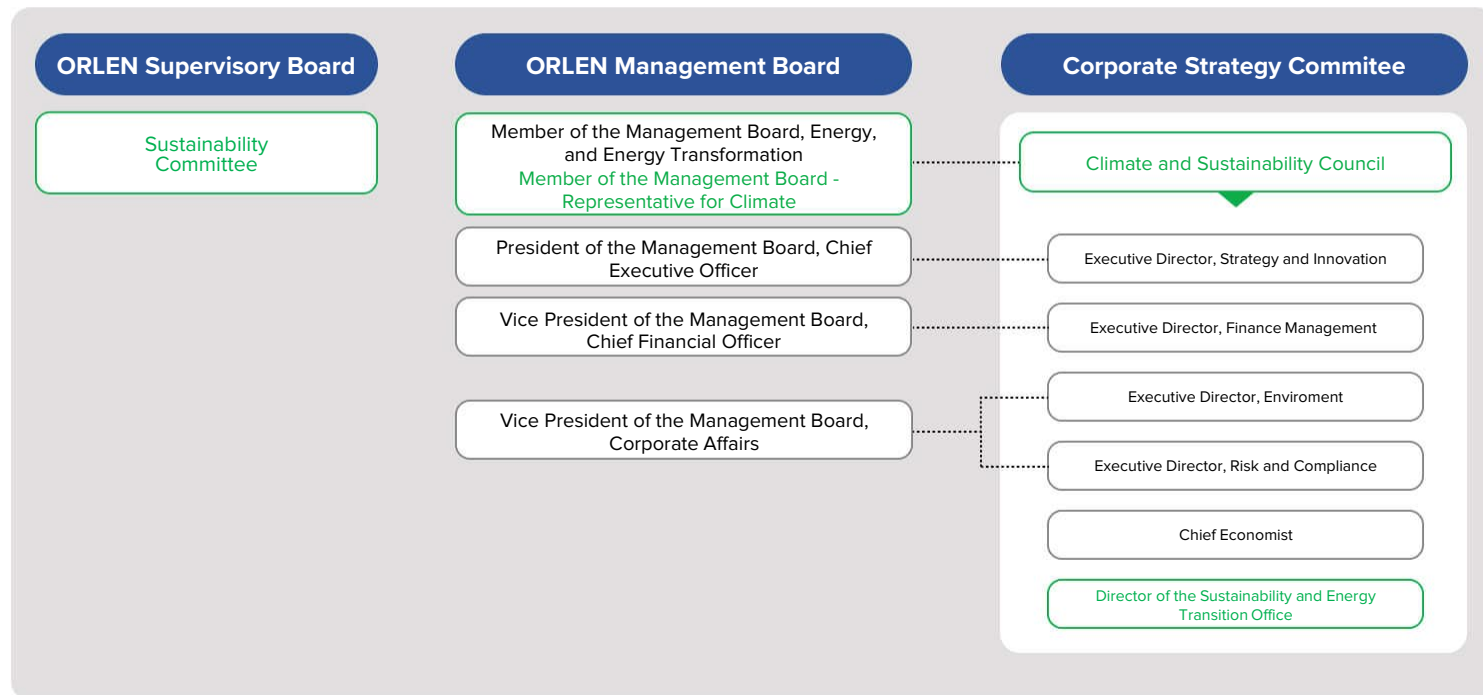 ORLEN Supervisory Board
Sustainability
Committee
ORLEN Management Board
Member of the Management Board, Energy,
and Energy Transformation
Member of the Management Board -
Representative for Climate
President of the Management Board, Chief
Executive Officer
Vice President of the Management Board,
Chief Financial Officer
Vice President of the Management Board,
Corporate Affairs
Corporate Strategy Commitee
Climate and Sustainability Council
Executive Director, Strategy and Innovation
Executive Director, Finance Management
Executive Director, Enviroment
Executive Director, Risk and Compliance
Chief Economist
Director of the Sustainability and Energy
Transition Office